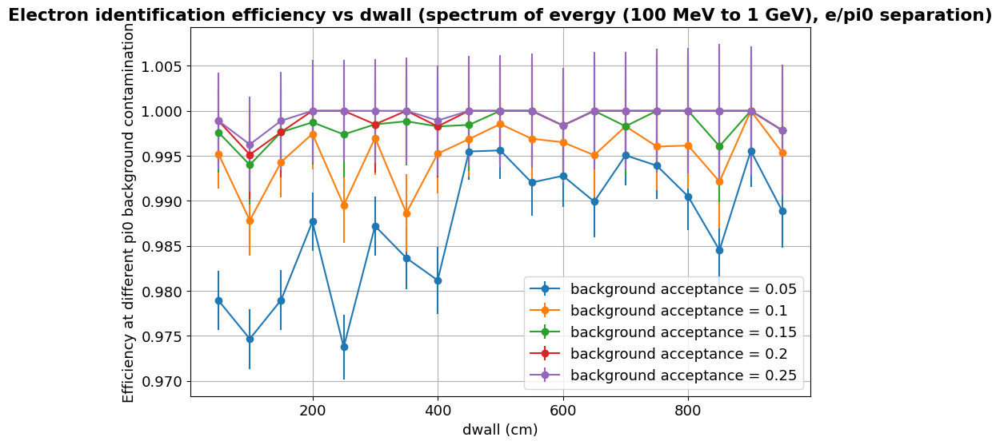 Electron identification efficiency vs dwall (spectrum of evergy (100 MeV to 1 GeV), e/pi0 separation)
Efficiency at different pi0 background contamination
1.005
1.000
0.995
0.990
0.985
0.980
0.975
0.970
background acceptance = 0.05
background acceptance = 0.1
background acceptance = 0.15
background acceptance = 0.2
background acceptance = 0.25
200
400
600
800
dwall (cm)